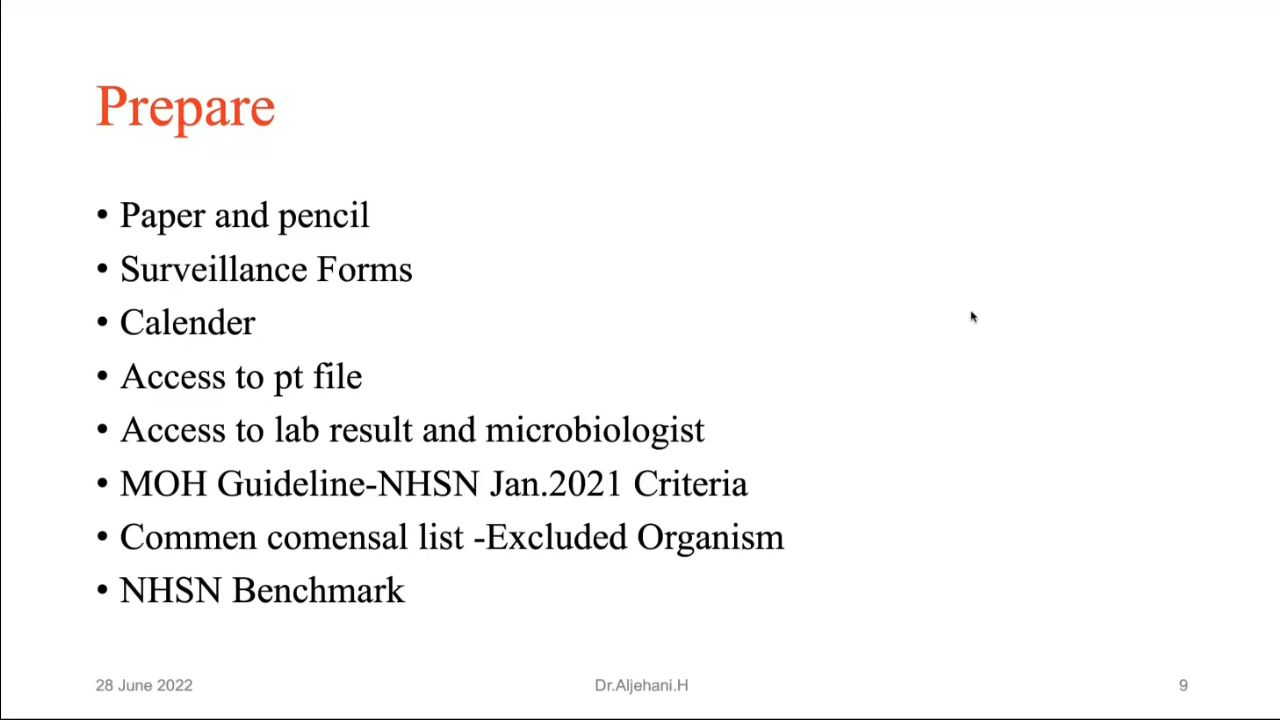 Prepare
• Paper and pencil
• Surveillance Forms
• Calender
• Access to pt file
• Access to lab result and microbiologist
• MOH Guideline-NHSN Jan.2021 Criteria
• Commen comensal list -Excluded Organism
• NHSN Benchmark
28 June 2022
Dr.Aljehani.H
9